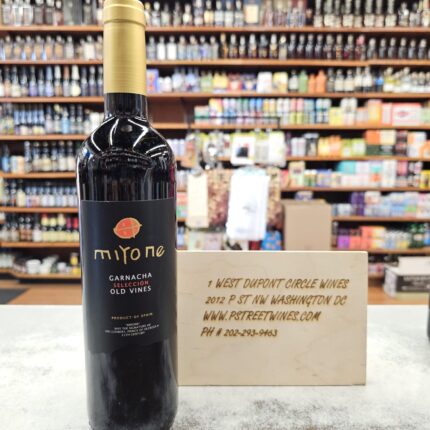 miyone
GARNACHA
SELECCIÓN
OLD VINES
PRODUCT OF SPAIN
1 WEST DUPONT CIRCLE WINES
2012 P ST NW WASHINGTON DC
WWW.PSTREETWINES.COM
PH # 202-293-9463